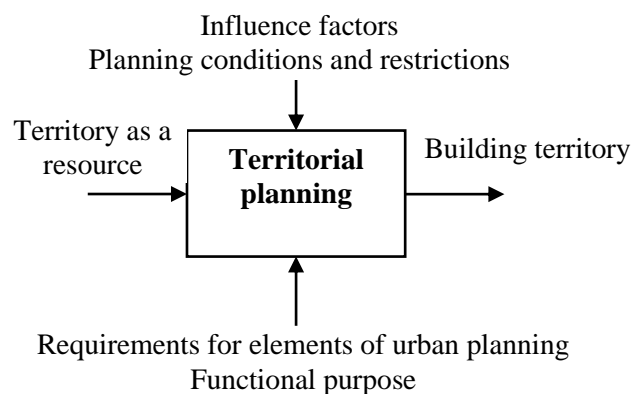 Influence factors
Planning conditions and restrictions
Territory as a
resource
Territorial
planning
Building territory
Requirements for elements of urban planning
Functional purpose